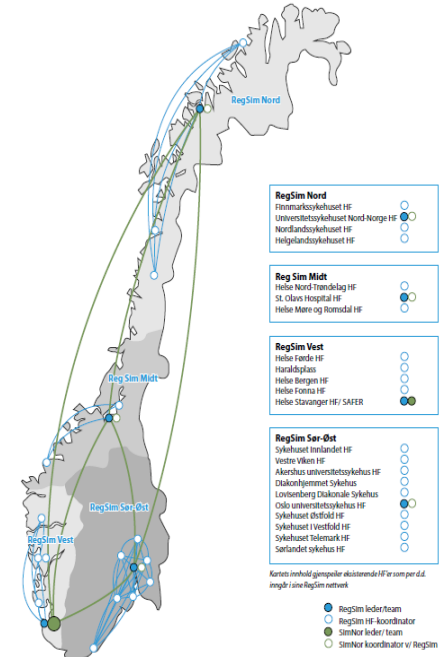 RegSim Nord
Reg Sim Midt
RegSim Sør-Øst
RegSim Vest
RegSim Nord
Finnmarkssykehuset HF
Universitetssykehuset Nord-Norge HF
Nordlandssykehuset HF
Helgelandssykehuset HF
Reg Sim Midt
Helse Nord-Trøndelag HF
St. Olavs Hospital HF
Helse Møre og Romsdal HF
RegSim Vest
Helse Førde HF
Haraldsplass
Helse Bergen HF
Helse Fonna HF
Helse Stavanger HF/ SAFER
RegSim Sør-Øst
Sykehuset Innlandet HF
Vestre Viken HF
Akershus universitetssykehus HF
Diakonhjemmet Sykehus
Lovisenberg Diakonale Sykehus
Oslo universitetssykehus HF
Sykehuset Østfold HF
Sykehuset I Vestfold HF
Sykehuset Telemark HF
Sørlandet sykehus HF
Kartets innhold gjenspeiler eksisterende HF'er som per d.d.
inngår i sine RegSim nettverk
RegSim leder/team
RegSim HF-koordinator
SimNor leder/ team
SimNor koordinator v/ RegSim